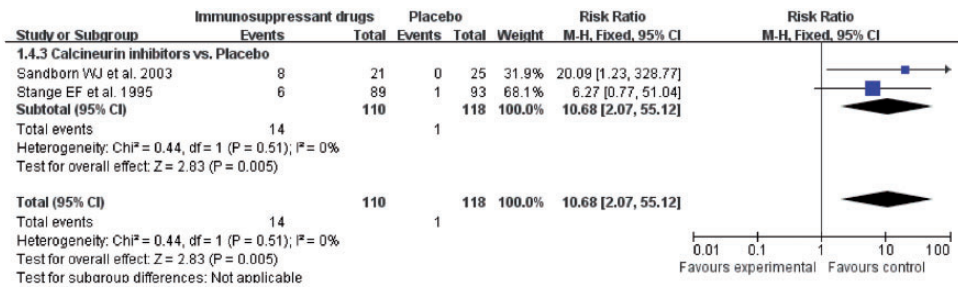 Immunosuppressant drugs Placebo Risk Ratio Risk Ratio
Study or Subgroup Events Total Events Total Weight M-H, Fixed, 95% CI M-H, Fixed, 95% CI
1.4.3 Calcineurin inhibitors vs. Placebo
Sandborn WJ et al. 2003 8 21 0 25 31.9% 20.09 [1.23, 328.77]
Stange EF et al. 1995 6 89 1 93 68.1% 6.27 [0.77, 51.04]
Subtotal (95% CI) 110 118 100.0% 10.68 [2.07, 55.12]
Total events 14 1
Heterogeneity: Chi² = 0.44, df = 1 (P = 0.51); I² = 0%
Test for overall effect: Z = 2.83 (P = 0.005)
Total (95% CI) 110 118 100.0% 10.68 [2.07, 55.12]
Total events 14 1
Heterogeneity: Chi² = 0.44, df = 1 (P = 0.51); I² = 0%
Test for overall effect: Z = 2.83 (P = 0.005)
Test for subgroup differences: Not applicable
0.01 0.1 1 10 100
Favours experimental Favours control